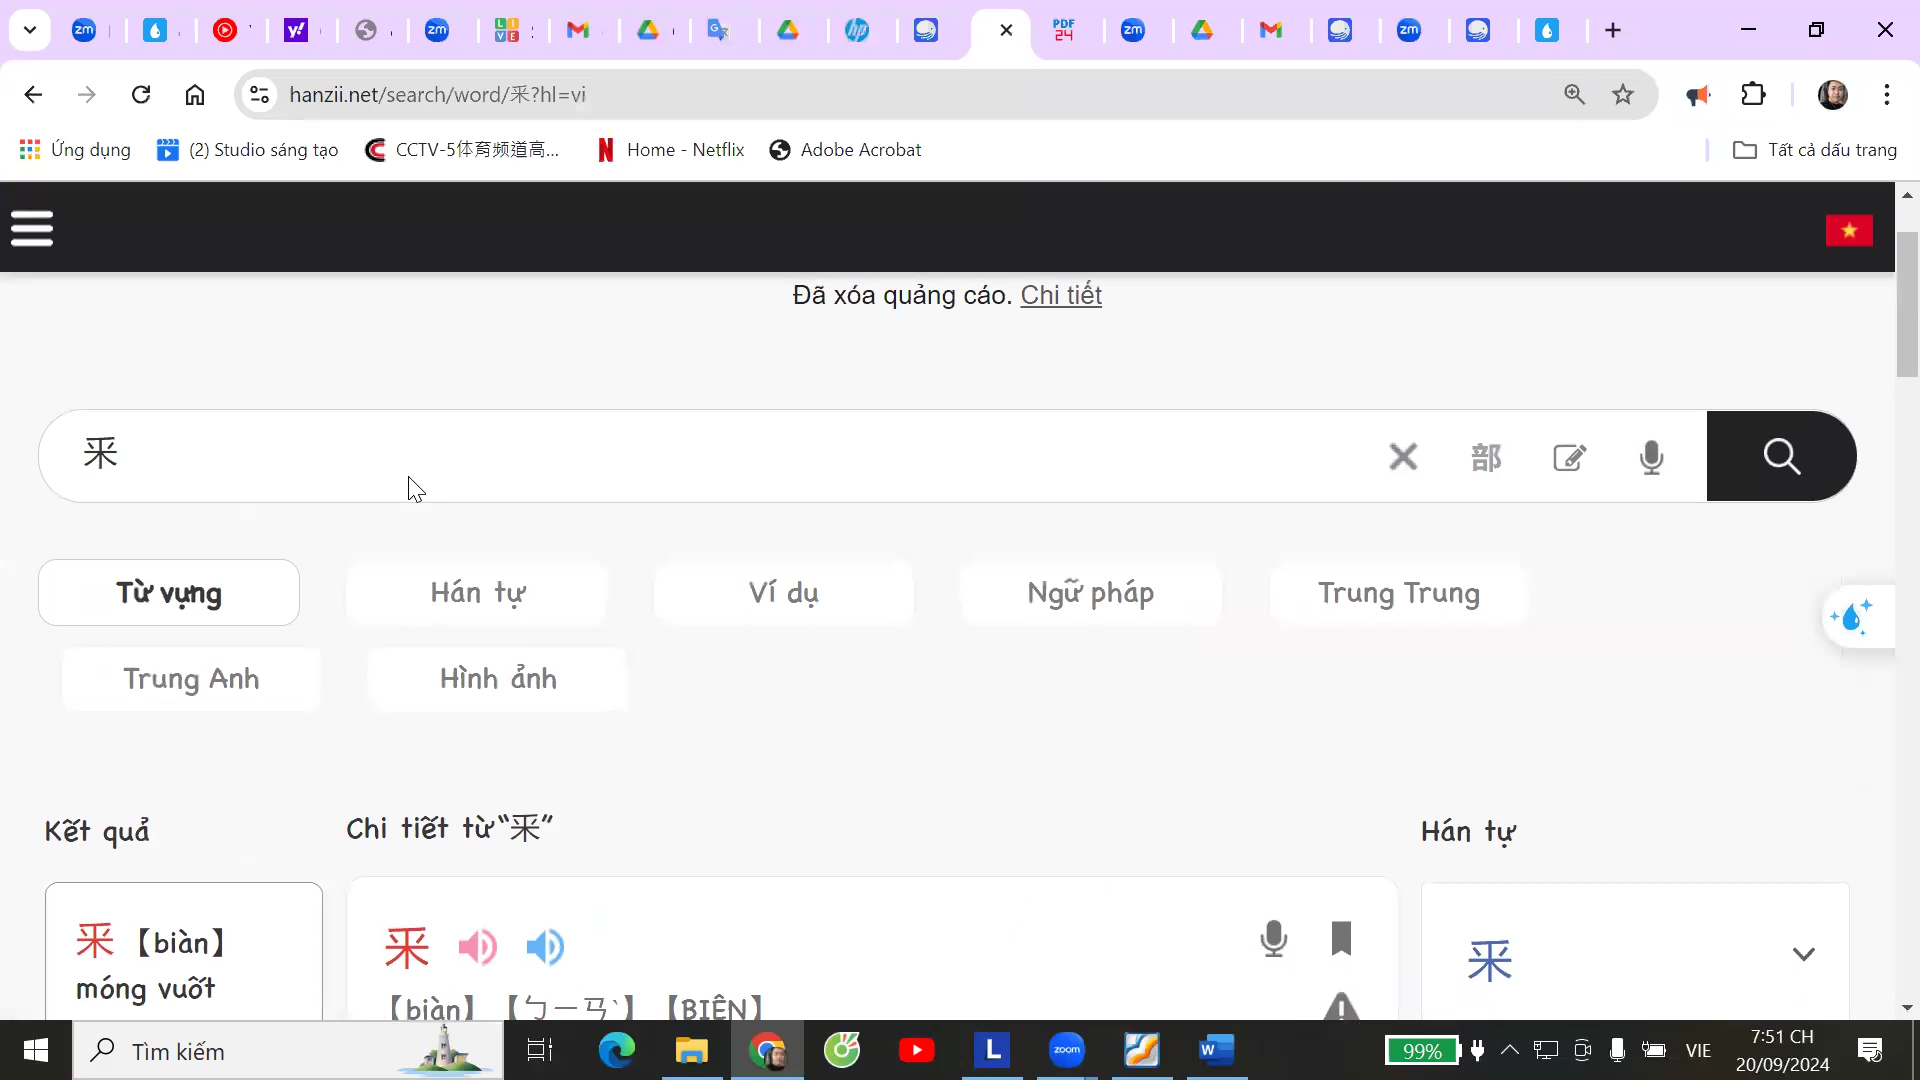 hanzii.net/search/word/釆?hl=vi
Ứng dụng
(2) Studio sáng tạo
CCTV-5体育频道高...
Home - Netflix
Adobe Acrobat
Tất cả dấu trang
Đã xóa quảng cáo. Chi tiết
釆
部
Từ vựng
Hán tự
Ví dụ
Ngữ pháp
Trung Trung
Trung Anh
Hình ảnh
Kết quả
Chi tiết từ “釆”
Hán tự
釆【biàn】
móng vuốt
釆
【biàn】【ㄅㄧㄢˋ】【BIỆN】
釆
Tìm kiếm
99%
VIE
7:51 CH
20/09/2024